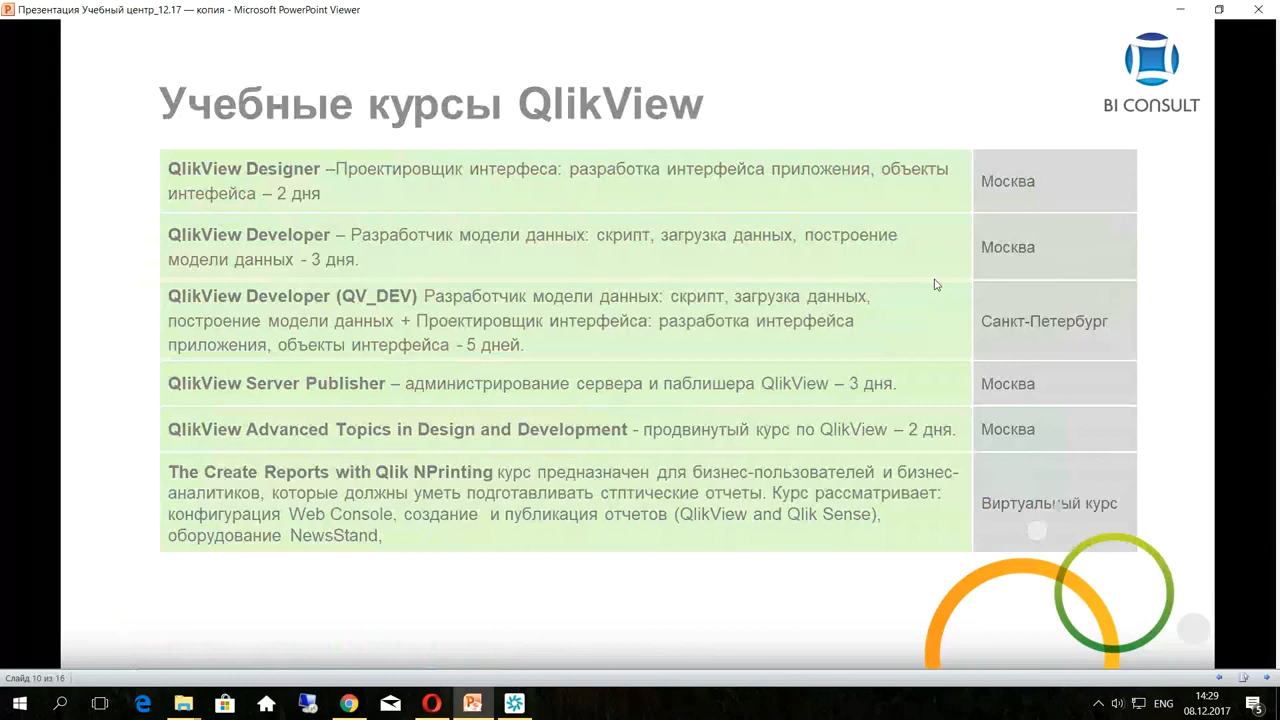 Презентация Учебный центр_12.17 — копия - Microsoft PowerPoint Viewer
BI CONSULT
Учебные курсы QlikView
QlikView Designer –Проектировщик интерфеса: разработка интерфейса приложения, объекты
интефейса – 2 дня
Москва
QlikView Developer – Разработчик модели данных: скрипт, загрузка данных, построение
модели данных - 3 дня.
Москва
QlikView Developer (QV_DEV) Разработчик модели данных: скрипт, загрузка данных,
построение модели данных + Проектировщик интерфейса: разработка интерфейса
приложения, объекты интерфейса - 5 дней.
Санкт-Петербург
QlikView Server Publisher – администрирование сервера и паблишера QlikView – 3 дня.
Москва
QlikView Advanced Topics in Design and Development - продвинутый курс по QlikView – 2 дня.
Москва
The Create Reports with Qlik NPrinting курс предназначен для бизнес-пользователей и бизнес-
аналитиков, которые должны уметь подготавливать стптические отчеты. Курс рассматривает:
конфигурация Web Console, создание и публикация отчетов (QlikView and Qlik Sense),
оборудование NewsStand,
Виртуальный курс
Слайд 10 из 16
ENG
14:29
08.12.2017
5